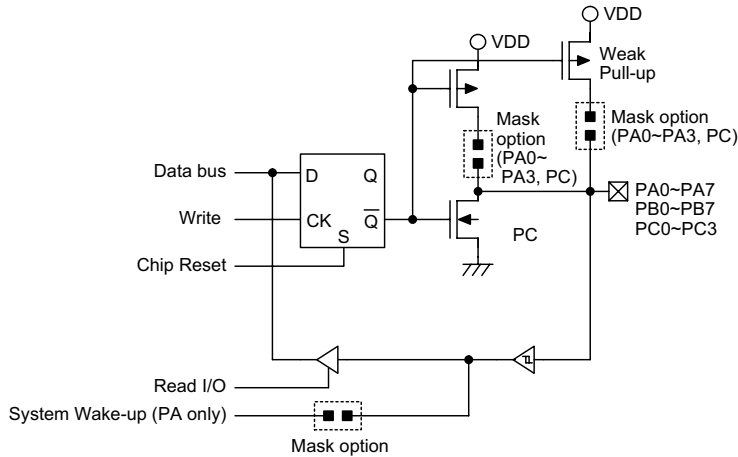 VDD
VDD
Weak
Pull-up
Mask
option
(PA0~
PA3, PC)
Mask option
(PA0~PA3, PC)
Data bus
D
Q
Write
CK
Q
S
PC
PA0~PA7
PB0~PB7
PC0~PC3
Chip Reset
Read I/O
System Wake-up (PA only)
Mask option